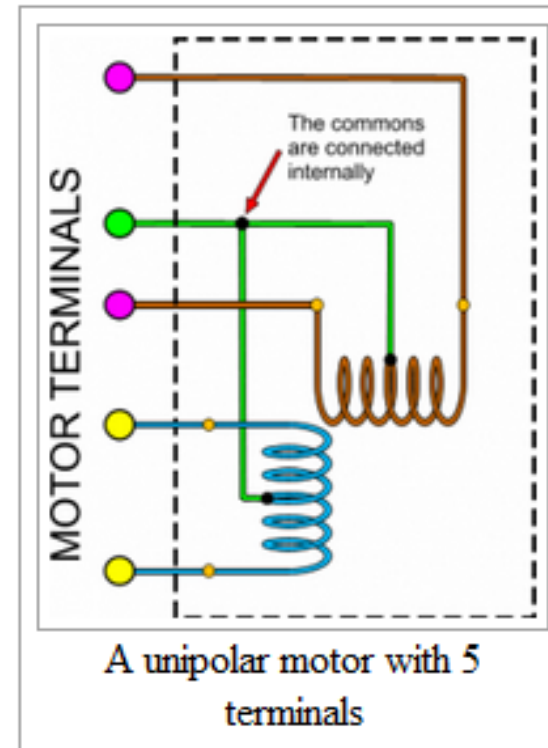 The commons
are connected
internally
MOTOR TERMINALS
A unipolar motor with 5
terminals